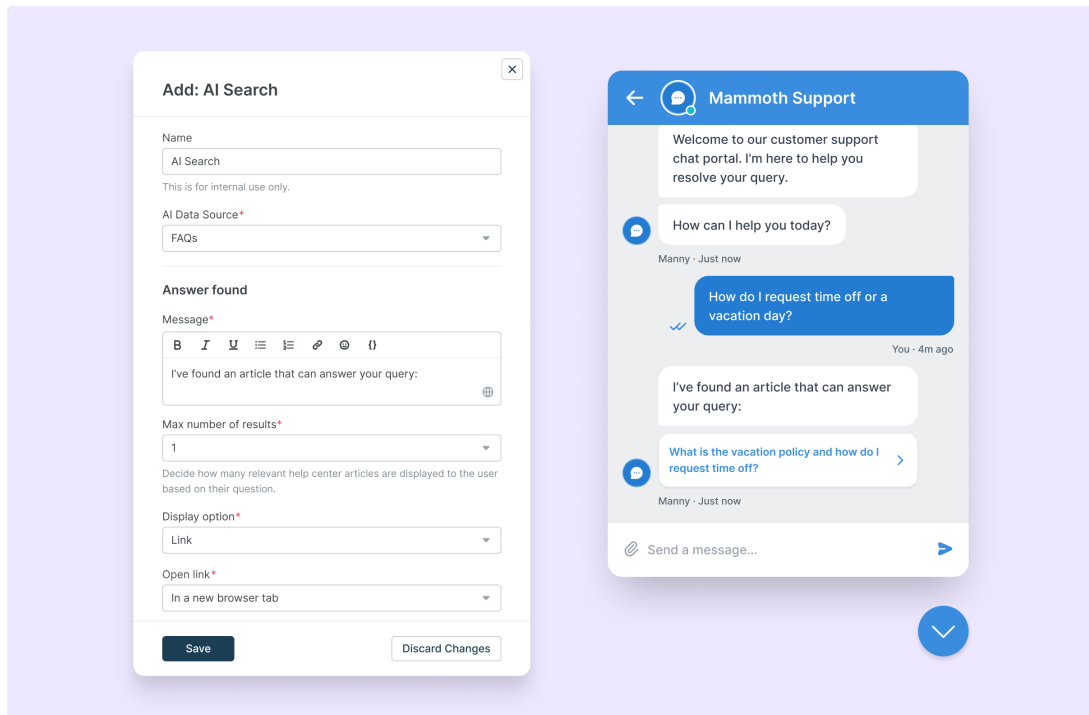 Add: AI Search
Name
AI Search
This is for internal use only.
AI Data Source*
FAQs
Answer found
Message*
B I U {}
I've found an article that can answer your query:
Max number of results*
1
Decide how many relevant help center articles are displayed to the user
based on their question.
Display option*
Link
Open link*
In a new browser tab
Save
Discard Changes
Mammoth Support
Welcome to our customer support
chat portal. I'm here to help you
resolve your query.
How can I help you today?
Manny · Just now
How do I request time off or a
vacation day?
You · 4m ago
I've found an article that can answer
your query:
What is the vacation policy and how do I
request time off?
Manny · Just now
Send a message...